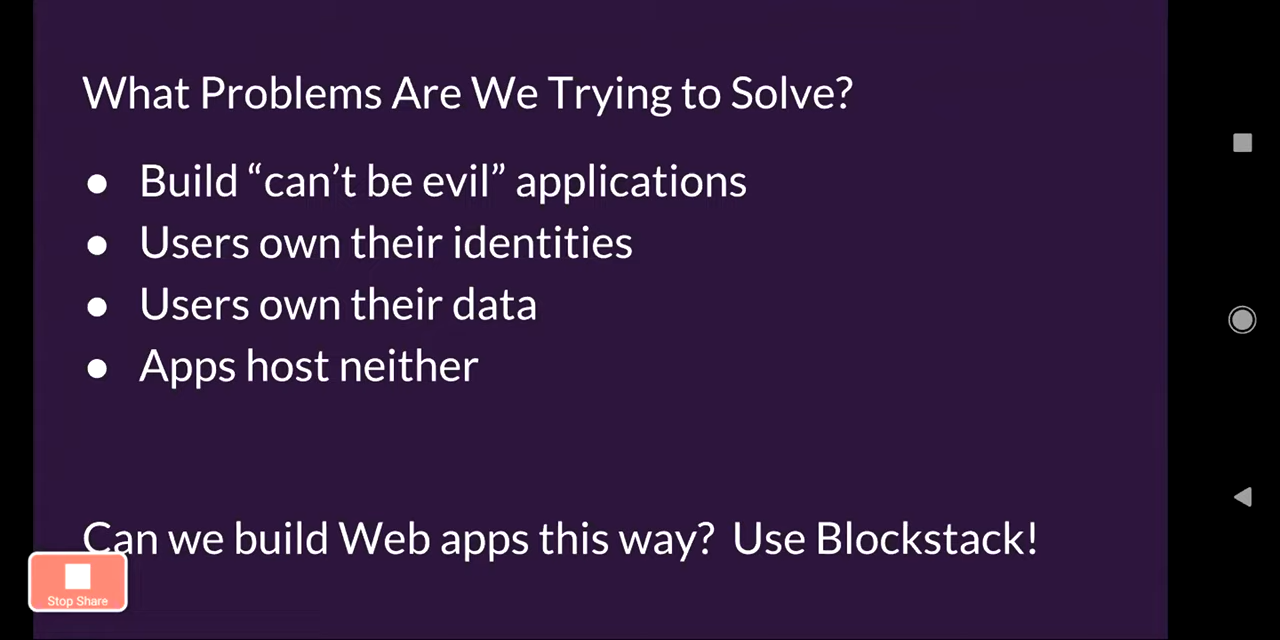 What Problems Are We Trying to Solve?
● Build “can’t be evil” applications
● Users own their identities
● Users own their data
● Apps host neither
Can we build Web apps this way?  Use Blockstack!
Stop Share